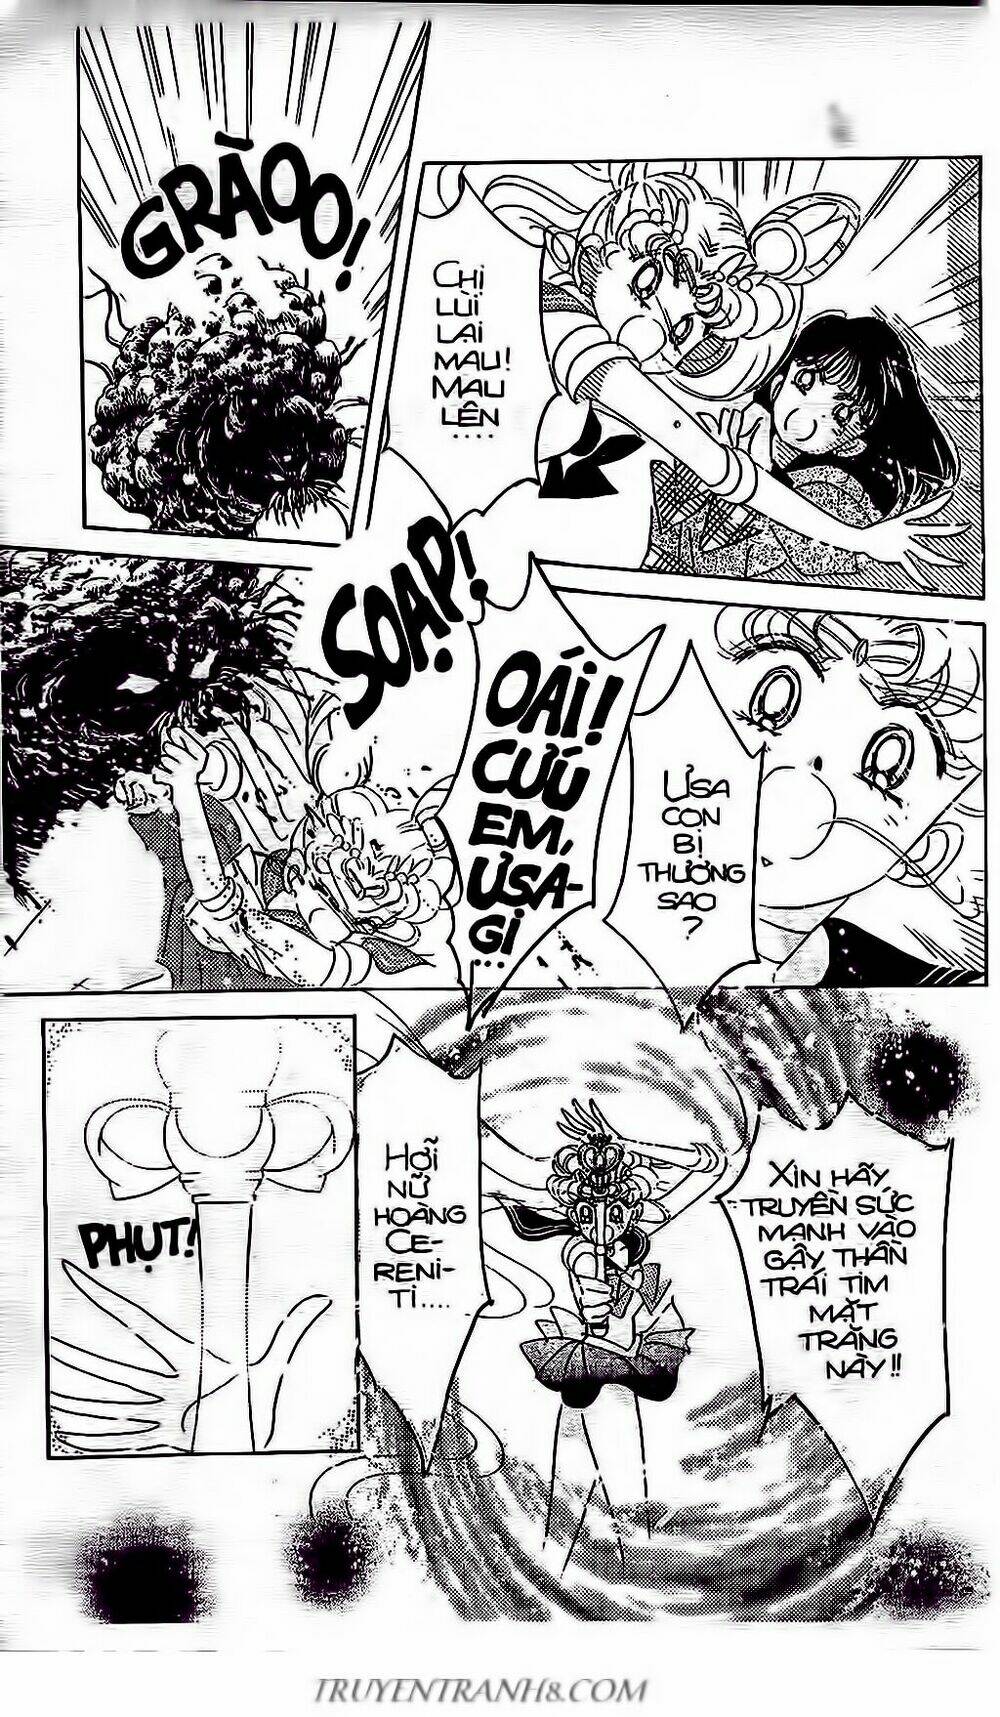 GRÀOO!
CHỊ
LÙI
LẠI
MAU!
MAU
LÊN
....
SOẠP!
OÁI!
CỨU
EM,
ƯSA-
GI
...
ƯSA
CON
BỊ
THƯƠNG
SAO
?
PHỤT!
HỠI
NỮ
HOÀNG
CE-
RENI-
TI....
XIN HÃY
TRUYỀN SỨC
MẠNH VÀO
GẬY THẦN
TRÁI TIM
MẶT
TRĂNG
NÀY!!
TRUYENTRANH8.COM